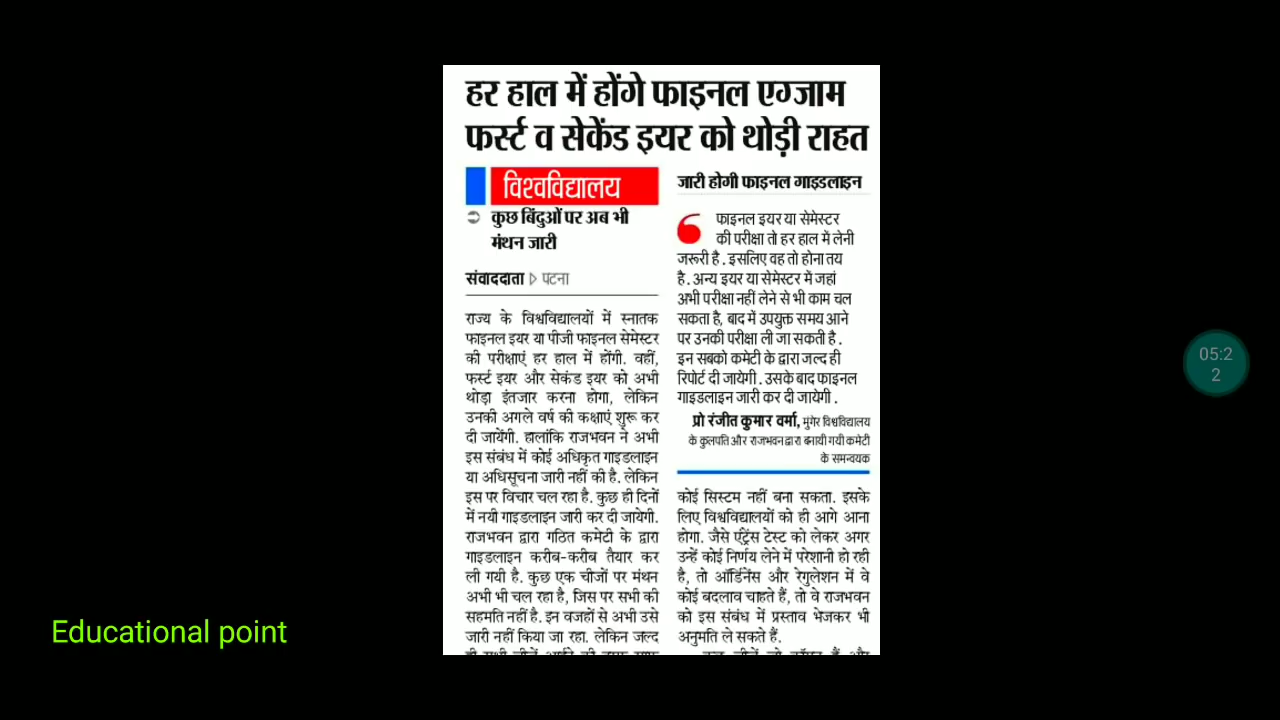 हर हाल में होंगे फाइनल एग्जाम
फर्स्ट व सेकेंड इयर को थोड़ी राहत
विश्वविद्यालय
कुछ बिंदुओं पर अब भी
मंथन जारी
संवाददाता ▷ पटना
राज्य के विश्वविद्यालयों में स्नातक
फाइनल इयर या पीजी फाइनल सेमेस्टर
की परीक्षाएं हर हाल में होंगी. वहीं,
फर्स्ट इयर और सेकंड इयर को अभी
थोड़ा इंतजार करना होगा, लेकिन
उनकी अगले वर्ष की कक्षाएं शुरू कर
दी जायेंगी. हालांकि राजभवन ने अभी
इस संबंध में कोई अधिकृत गाइडलाइन
या अधिसूचना जारी नहीं की है. लेकिन
इस पर विचार चल रहा है. कुछ ही दिनों
में नयी गाइडलाइन जारी कर दी जायेगी.
राजभवन द्वारा गठित कमेटी के द्वारा
गाइडलाइन करीब-करीब तैयार कर
ली गयी है. कुछ एक चीजों पर मंथन
अभी भी चल रहा है, जिस पर सभी की
सहमति नहीं है. इन वजहों से अभी उसे
जारी नहीं किया जा रहा. लेकिन जल्द
जारी होगी फाइनल गाइडलाइन
फाइनल इयर या सेमेस्टर
की परीक्षा तो हर हाल में लेनी
जरूरी है. इसलिए वह तो होना तय
है. अन्य इयर या सेमेस्टर में जहां
अभी परीक्षा नहीं लेने से भी काम चल
सकता है, बाद में उपयुक्त समय आने
पर उनकी परीक्षा ली जा सकती है.
इन सबको कमेटी के द्वारा जल्द ही
रिपोर्ट दी जायेगी. उसके बाद फाइनल
गाइडलाइन जारी कर दी जायेगी.
प्रो रंजीत कुमार वर्मा, मुंगेर विश्वविद्यालय
के कुलपति और राजभवन द्वारा बनायी गयी कमेटी
के समन्वयक
कोई सिस्टम नहीं बना सकता. इसके
लिए विश्वविद्यालयों को ही आगे आना
होगा. जैसे एंट्रेंस टेस्ट को लेकर अगर
उन्हें कोई निर्णय लेने में परेशानी हो रही
है, तो ऑर्डिनेंस और रेगुलेशन में वे
कोई बदलाव चाहते हैं, तो वे राजभवन
को इस संबंध में प्रस्ताव भेजकर भी
अनुमति ले सकते हैं.
05:2
2
Educational point